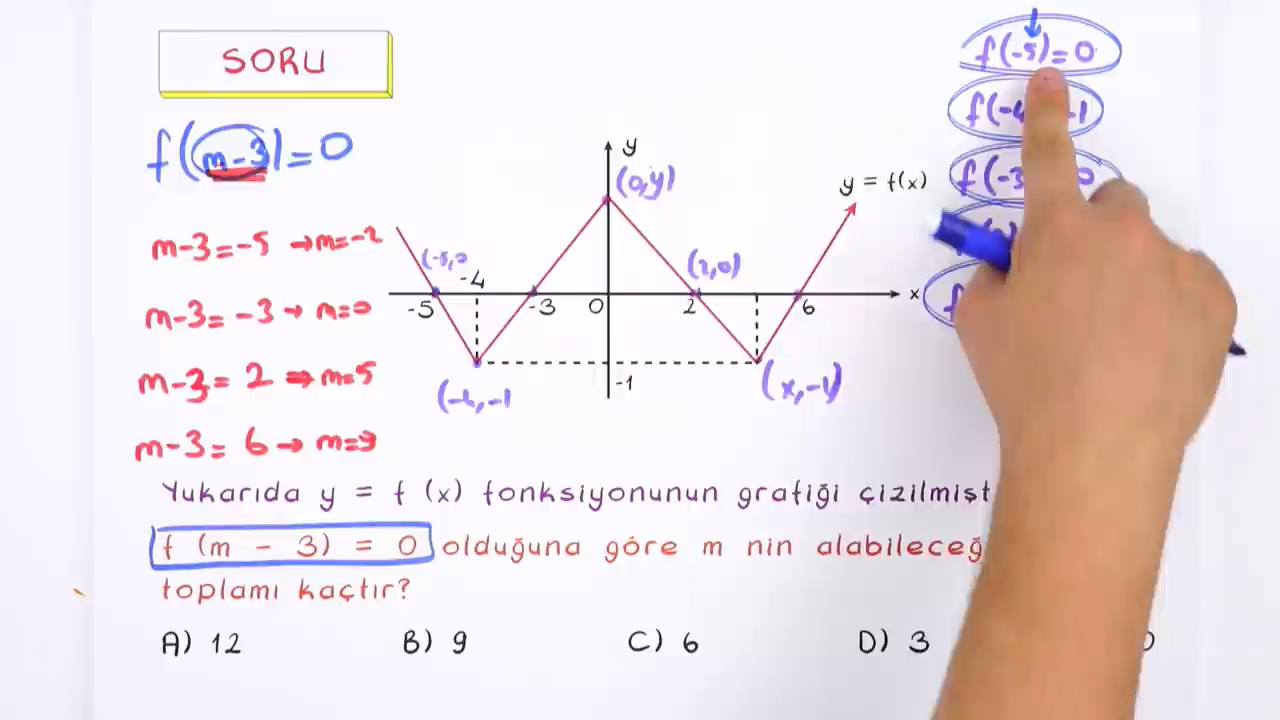 SORU
f(m-3)=0
m-3=-5 →m=-2
m-3=-3→ m=0
m-3=2 ⇒ m=5
m-3=6→ m=9
f(-5)=0
y
(0,y)
y = f(x)
(-5,0
-4
(2,0)
-5
-3
0
2
6
x
-1
(-4,-1
(x,-1)
Yukarıda y = f (x) fonksiyonunun grafiği çizilmişt
f (m - 3) = 0 olduğuna göre m nin alabileceğ
toplamı kaçtır?
A) 12
B) 9
C) 6
D) 3